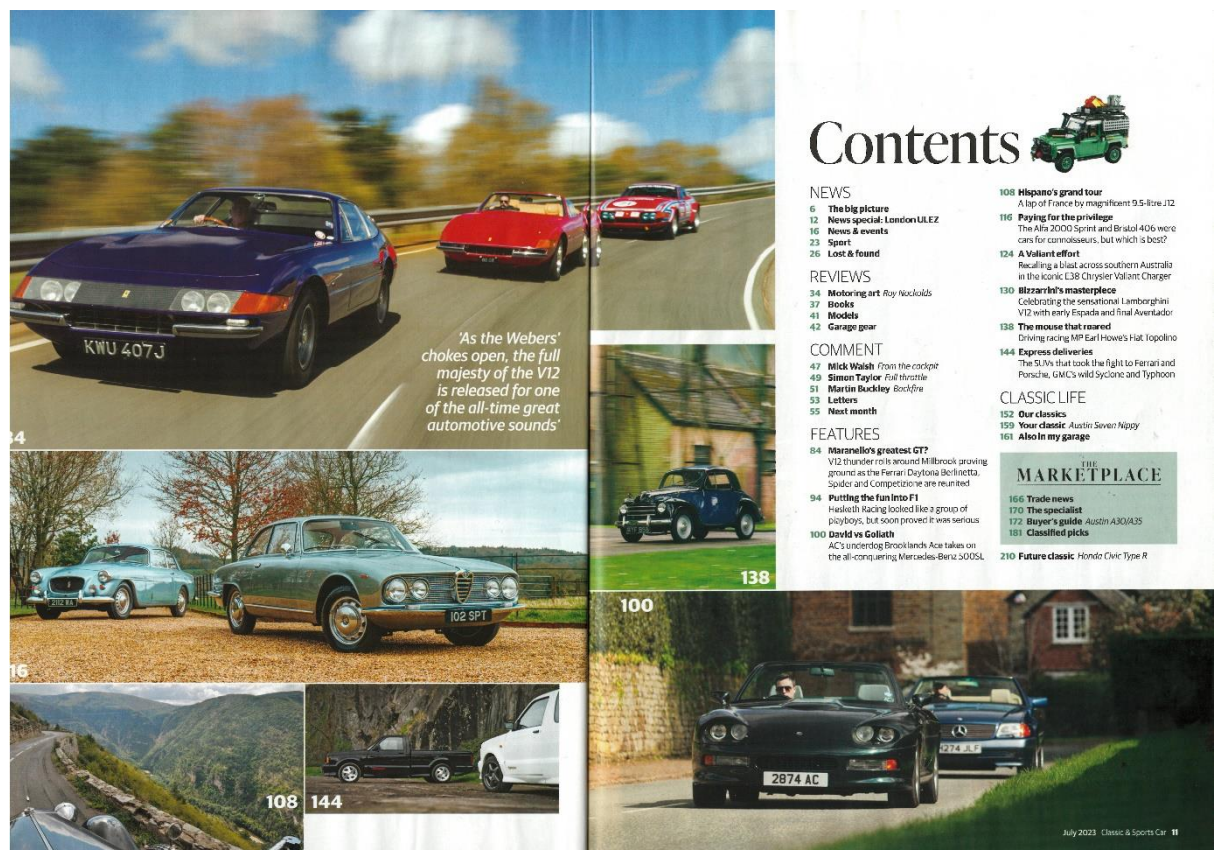 KWU 407J
'As the Webers'
chokes open, the full
majesty of the V12
is released for one
of the all-time great
automotive sounds'
84
2112 MA
102 SPT
16
108
144
138
100
2874 AC
H274 JLF
Contents
NEWS
6 The big picture
12 News special: London ULEZ
16 News & events
23 Sport
26 Lost & found
REVIEWS
34 Motoring art Roy Nockolds
37 Books
41 Models
42 Garage gear
COMMENT
47 Mick Walsh From the cockpit
49 Simon Taylor Full throttle
51 Martin Buckley Backfire
53 Letters
55 Next month
FEATURES
84 Maranello's greatest GT?
V12 thunder rolls around Millbrook proving
ground as the Ferrari Daytona Berlinetta,
Spider and Competizione are reunited
94 Putting the fun into F1
Hesketh Racing looked like a group of
playboys, but soon proved it was serious
100 David vs Goliath
AC's underdog Brooklands Ace takes on
the all-conquering Mercedes-Benz 500SL
108 Hispano's grand tour
A lap of France by magnificent 9.5-litre J12
116 Paying for the privilege
The Alfa 2000 Sprint and Bristol 406 were
cars for connoisseurs, but which is best?
124 A Valiant effort
Recalling a blast across southern Australia
in the iconic E38 Chrysler Valiant Charger
130 Bizzarrini's masterpiece
Celebrating the sensational Lamborghini
V12 with early Espada and final Aventador
138 The mouse that roared
Driving racing MP Earl Howe's Fiat Topolino
144 Express deliveries
The SUVs that took the fight to Ferrari and
Porsche, GMC's wild Syclone and Typhoon
CLASSIC LIFE
152 Our classics
159 Your classic Austin Seven Nippy
161 Also in my garage
THE
MARKETPLACE
166 Trade news
170 The specialist
172 Buyer's guide Austin A30/A35
181 Classified picks
210 Future classic Honda Civic Type R
July 2023 Classic & Sports Car 11